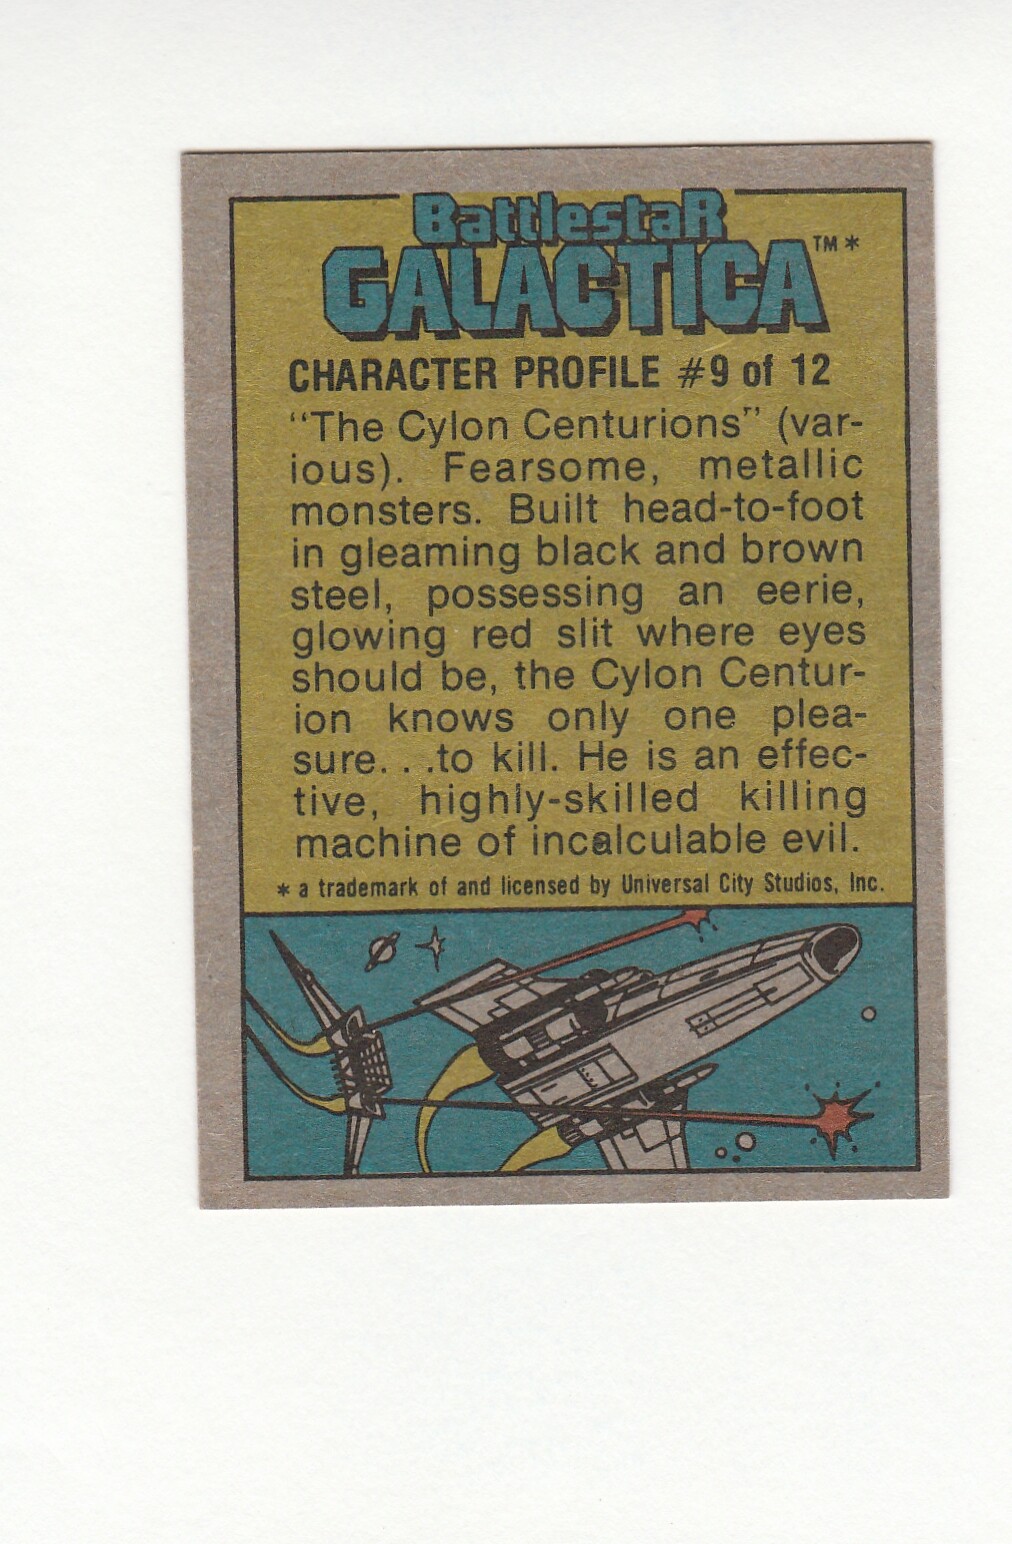 BattlestaR
GALACTICA™*
CHARACTER PROFILE #9 of 12
“The Cylon Centurions” (var-
ious). Fearsome, metallic
monsters. Built head-to-foot
in gleaming black and brown
steel, possessing an eerie,
glowing red slit where eyes
should be, the Cylon Centur-
ion knows only one plea-
sure. . .to kill. He is an effec-
tive, highly-skilled killing
machine of incalculable evil.
* a trademark of and licensed by Universal City Studios, Inc.